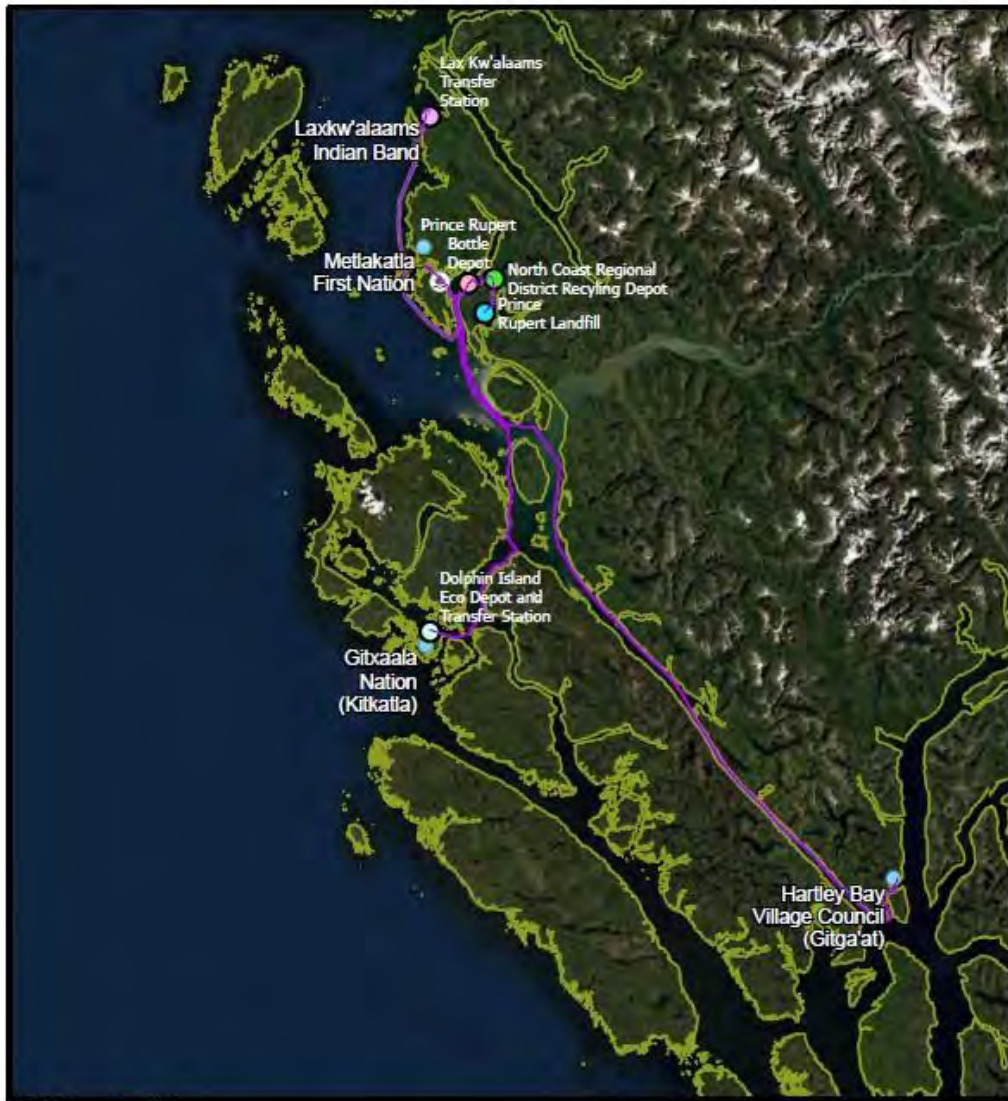 Lax Kw'alaams
Transfer
Station
Laxkw'alaams
Indian Band
Prince Rupert
Bottle
Depot
Metlakatla
First Nation
North Coast Regional
District Recyling Depot
Prince
Rupert Landfill
Dolphin Island
Eco Depot and
Transfer Station
Gitxaala
Nation
(Kitkatla)
Hartley Bay
Village Council
(Gitga'at)